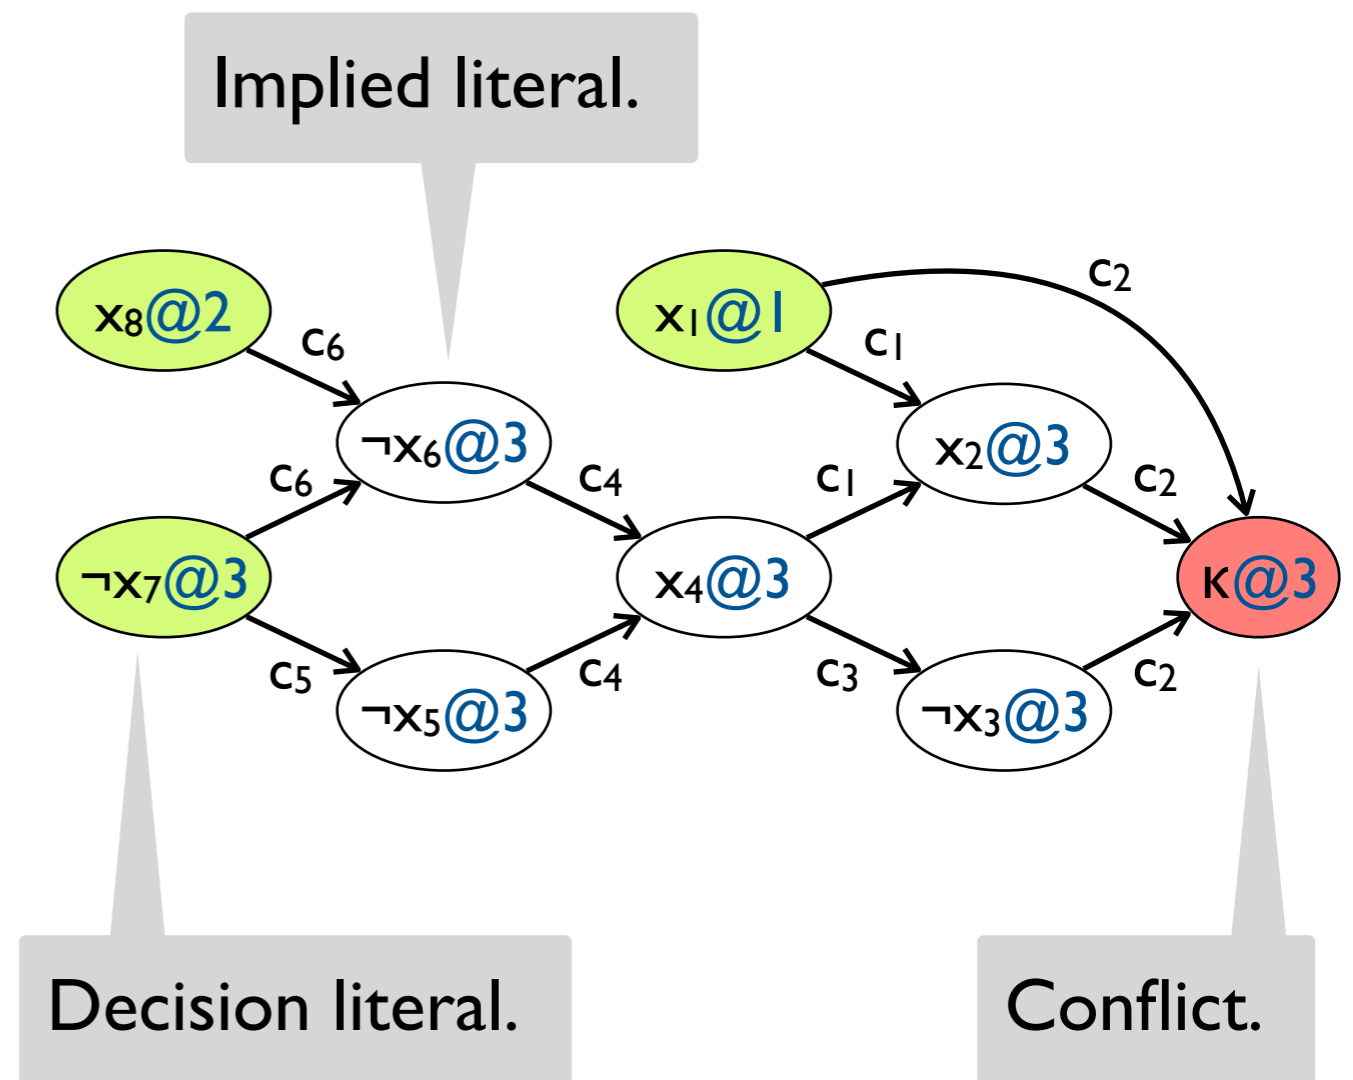 Implied literal.
x₈@2
x₁@1
c₂
c₆
c₁
¬x₆@3
x₂@3
c₆
c₄
c₁
c₂
¬x₇@3
x₄@3
κ@3
c₅
c₄
c₃
c₂
¬x₅@3
¬x₃@3
Decision literal.
Conflict.